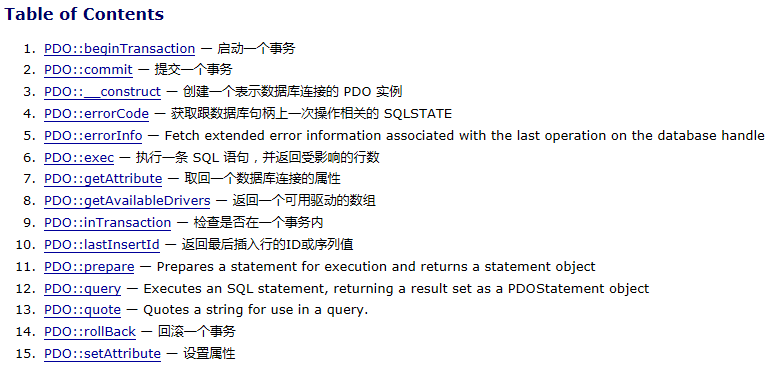 Table of Contents
1. PDO::beginTransaction — 启动一个事务
2. PDO::commit — 提交一个事务
3. PDO::__construct — 创建一个表示数据库连接的 PDO 实例
4. PDO::errorCode — 获取跟数据库句柄上一次操作相关的 SQLSTATE
5. PDO::errorInfo — Fetch extended error information associated with the last operation on the database handle
6. PDO::exec — 执行一条 SQL 语句，并返回受影响的行数
7. PDO::getAttribute — 取回一个数据库连接的属性
8. PDO::getAvailableDrivers — 返回一个可用驱动的数组
9. PDO::inTransaction — 检查是否在一个事务内
10. PDO::lastInsertId — 返回最后插入行的ID或序列值
11. PDO::prepare — Prepares a statement for execution and returns a statement object
12. PDO::query — Executes an SQL statement, returning a result set as a PDOStatement object
13. PDO::quote — Quotes a string for use in a query.
14. PDO::rollBack — 回滚一个事务
15. PDO::setAttribute — 设置属性